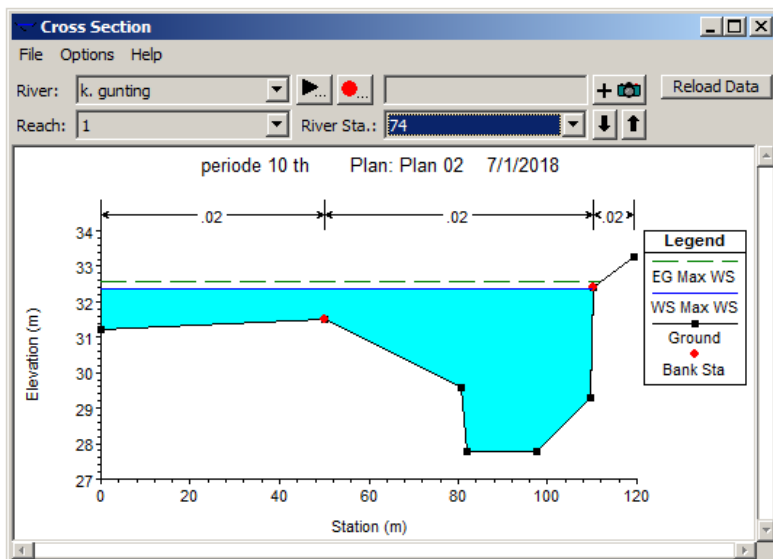 Cross Section
File Options Help
River: k. gunting ... ... + Reload Data
Reach: 1 River Sta.: 74
periode 10 th Plan: Plan 02 7/1/2018
.02 .02 .02
34
33
32
31
30
29
28
27
Elevation (m)
0 20 40 60 80 100 120
Station (m)
Legend
EG Max WS
WS Max WS
Ground
Bank Sta